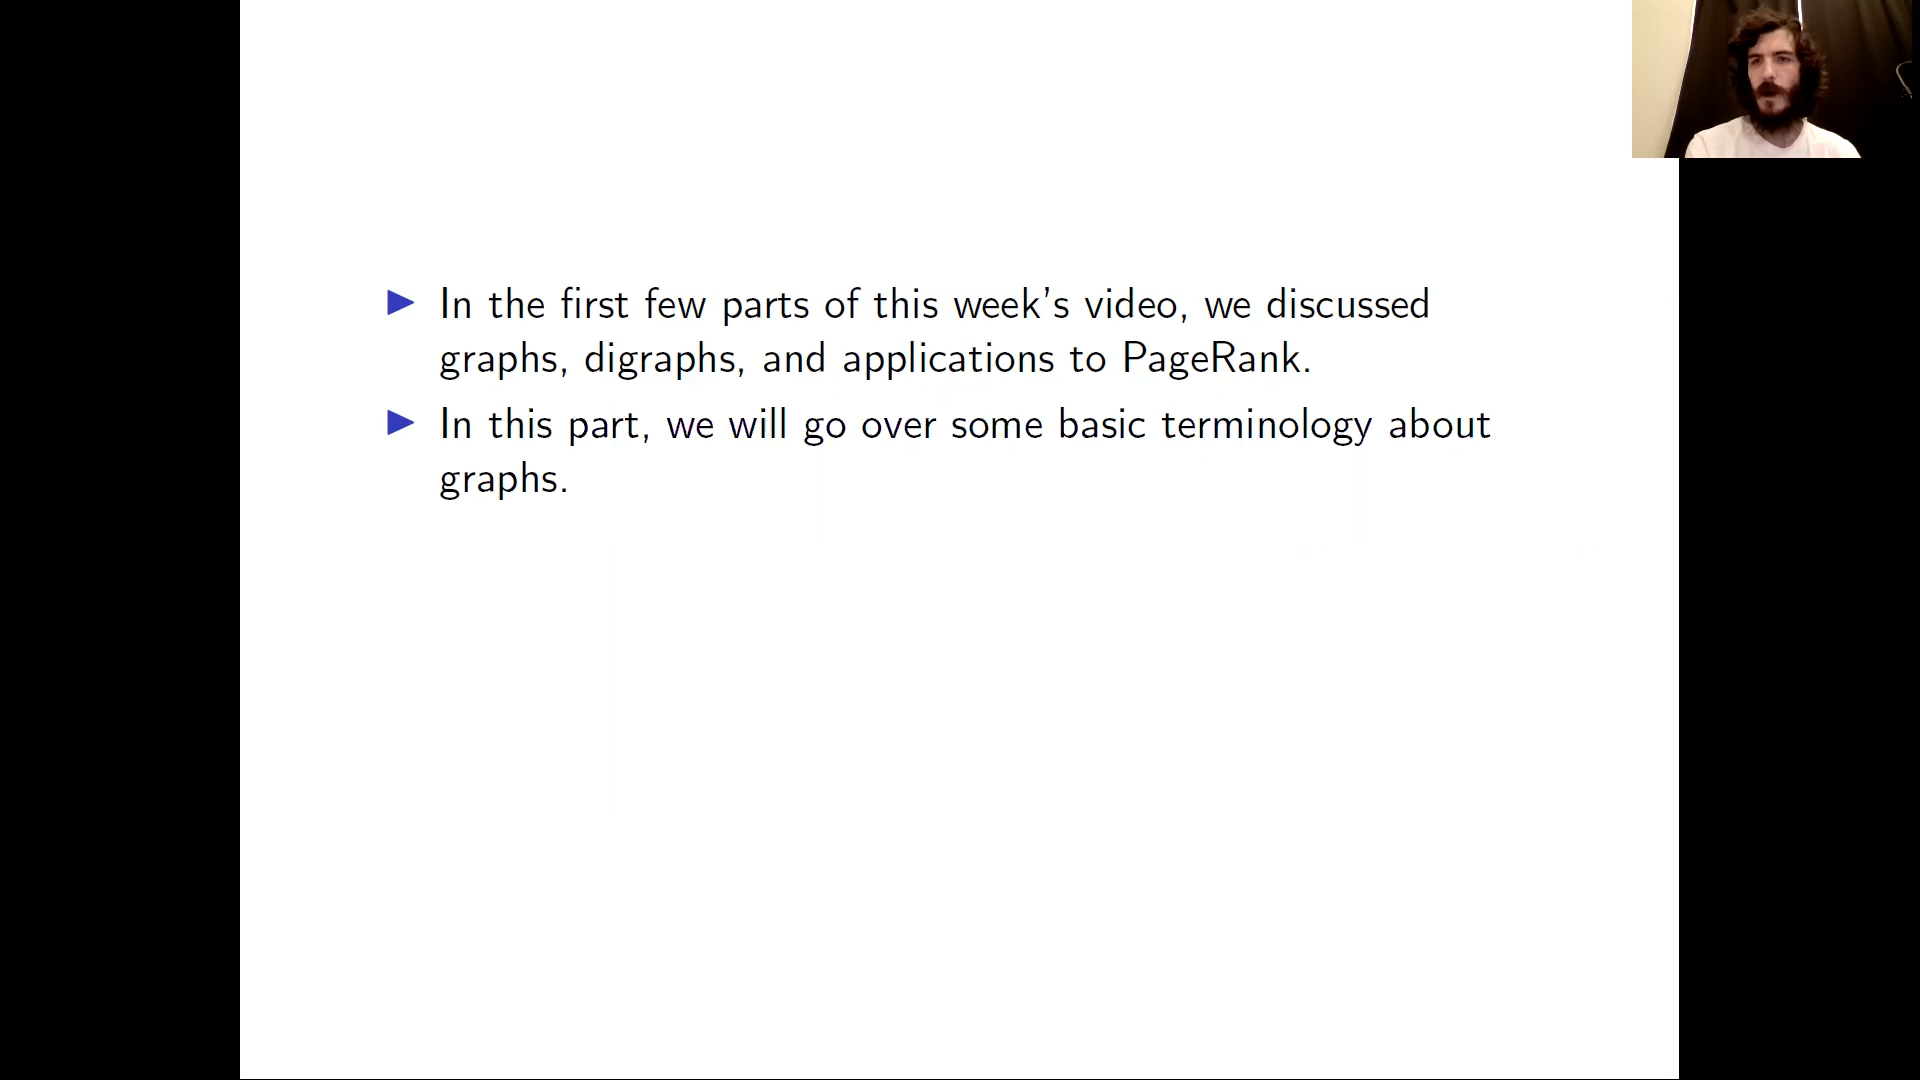 In the first few parts of this week's video, we discussed
graphs, digraphs, and applications to PageRank.
In this part, we will go over some basic terminology about
graphs.